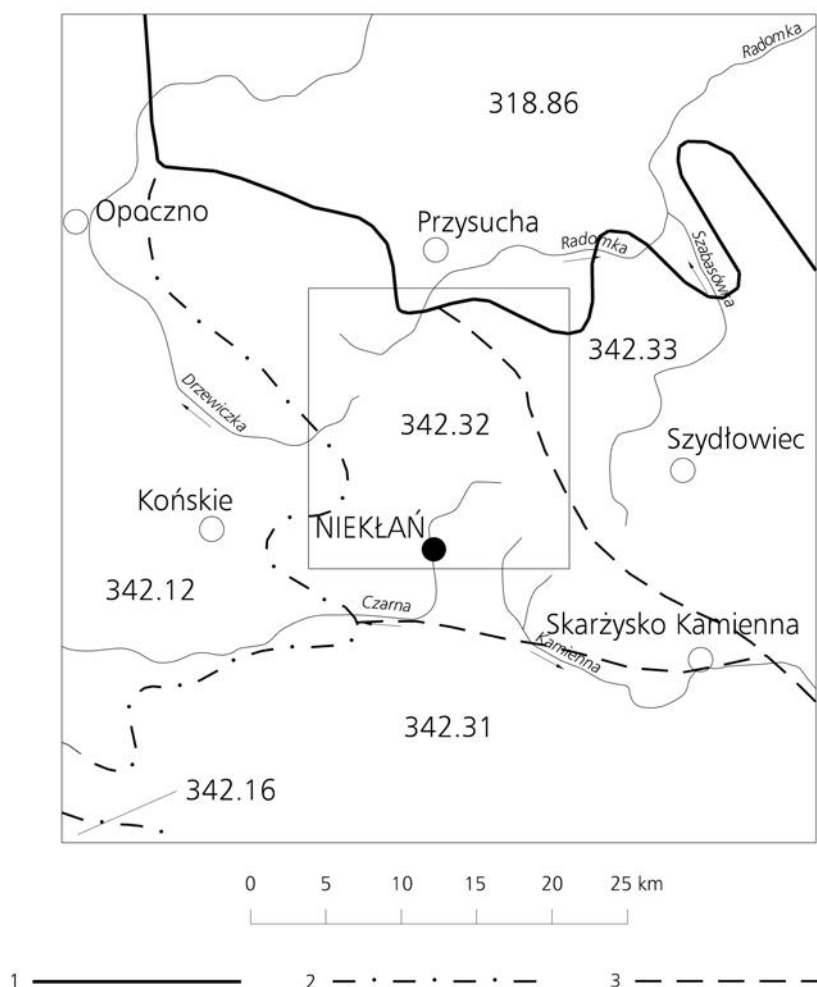 Radomka
318.86
Opoczno
Przysucha
Radomka
Szabasówka
342.33
Drzewiczka
342.32
Szydłowiec
Końskie
NIEKŁAŃ
342.12
Czarna
Skarżysko Kamienna
Kamienna
342.31
342.16
0 5 10 15 20 25 km
1 2 3